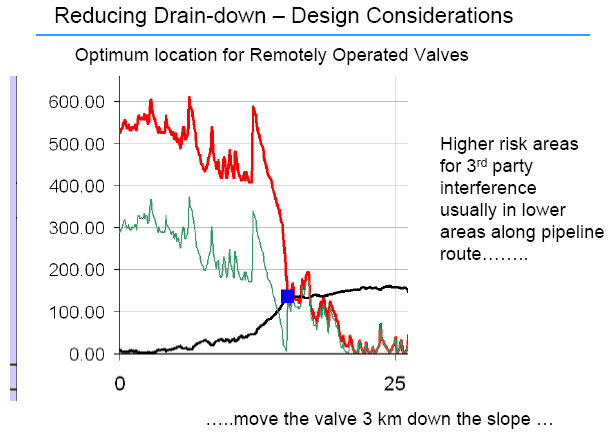 Reducing Drain-down – Design Considerations
Optimum location for Remotely Operated Valves
600.00
500.00
400.00
300.00
200.00
100.00
0.00
0
25
Higher risk areas
for 3rd party
interference
usually in lower
areas along pipeline
route……..
…..move the valve 3 km down the slope …